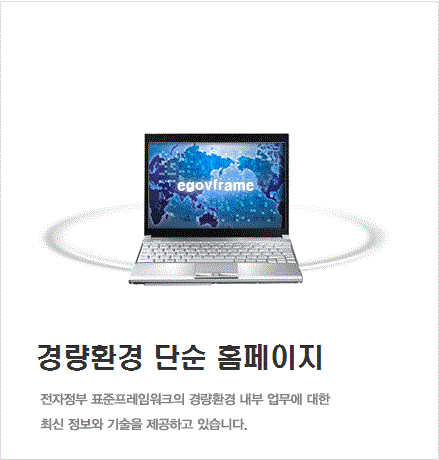 egovframe
경량환경 단순 홈페이지
전자정부 표준프레임워크의 경량환경 내부 업무에 대한
최신 정보와 기술을 제공하고 있습니다.